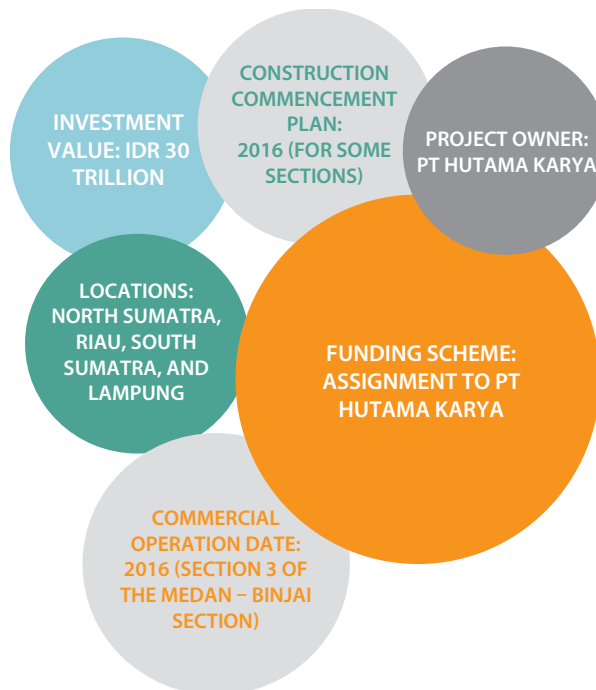 INVESTMENT
VALUE: IDR 30
TRILLION
CONSTRUCTION
COMMENCEMENT
PLAN:
2016 (FOR SOME
SECTIONS)
PROJECT OWNER:
PT HUTAMA KARYA
LOCATIONS:
NORTH SUMATRA,
RIAU, SOUTH
SUMATRA, AND
LAMPUNG
FUNDING SCHEME:
ASSIGNMENT TO PT
HUTAMA KARYA
COMMERCIAL
OPERATION DATE:
2016 (SECTION 3 OF
THE MEDAN – BINJAI
SECTION)